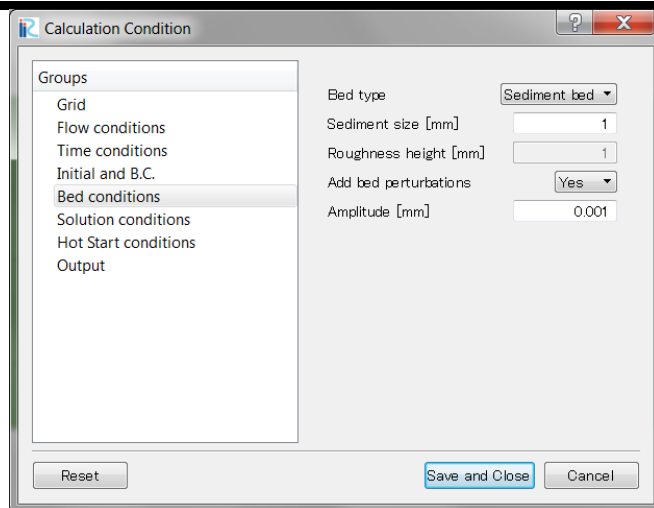 iRIC Calculation Condition
Groups
Grid
Flow conditions
Time conditions
Initial and B.C.
Bed conditions
Solution conditions
Hot Start conditions
Output
Bed type Sediment bed
Sediment size [mm] 1
Roughness height [mm] 1
Add bed perturbations Yes
Amplitude [mm] 0.001
Reset Save and Close Cancel